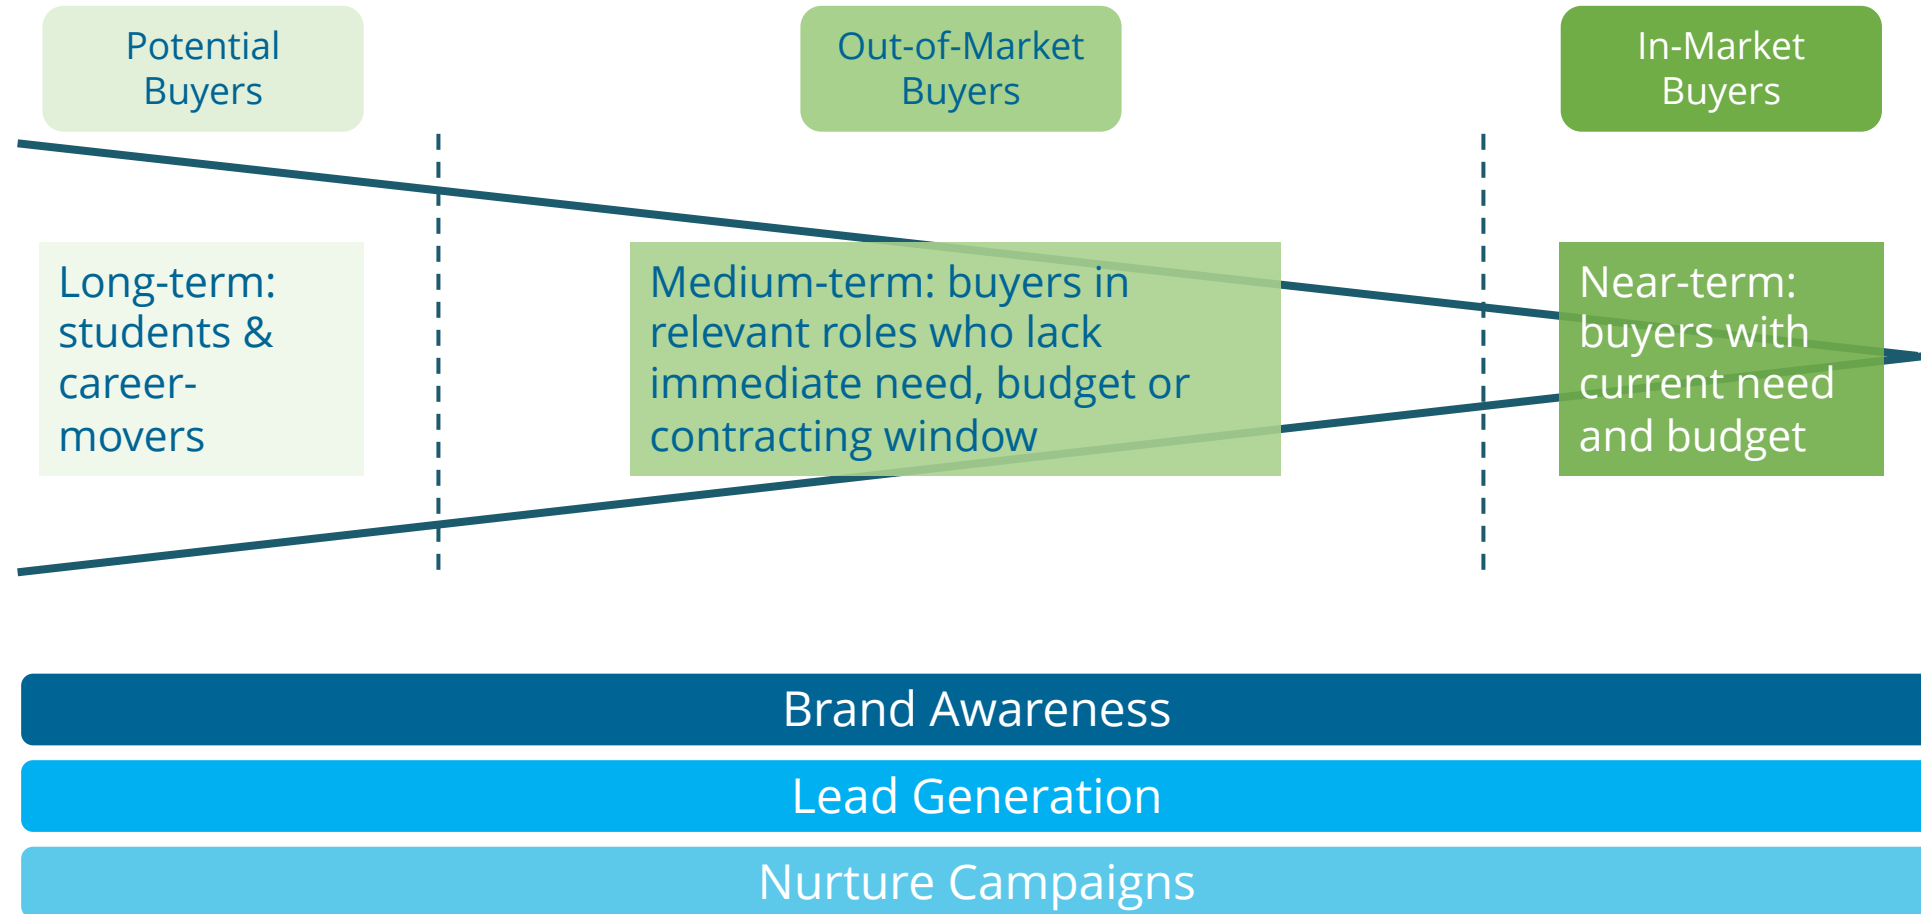 Potential
Buyers
Out-of-Market
Buyers
In-Market
Buyers
Long-term:
students &
career-
movers
Medium-term: buyers in
relevant roles who lack
immediate need, budget or
contracting window
Near-term:
buyers with
current need
and budget
Brand Awareness
Lead Generation
Nurture Campaigns